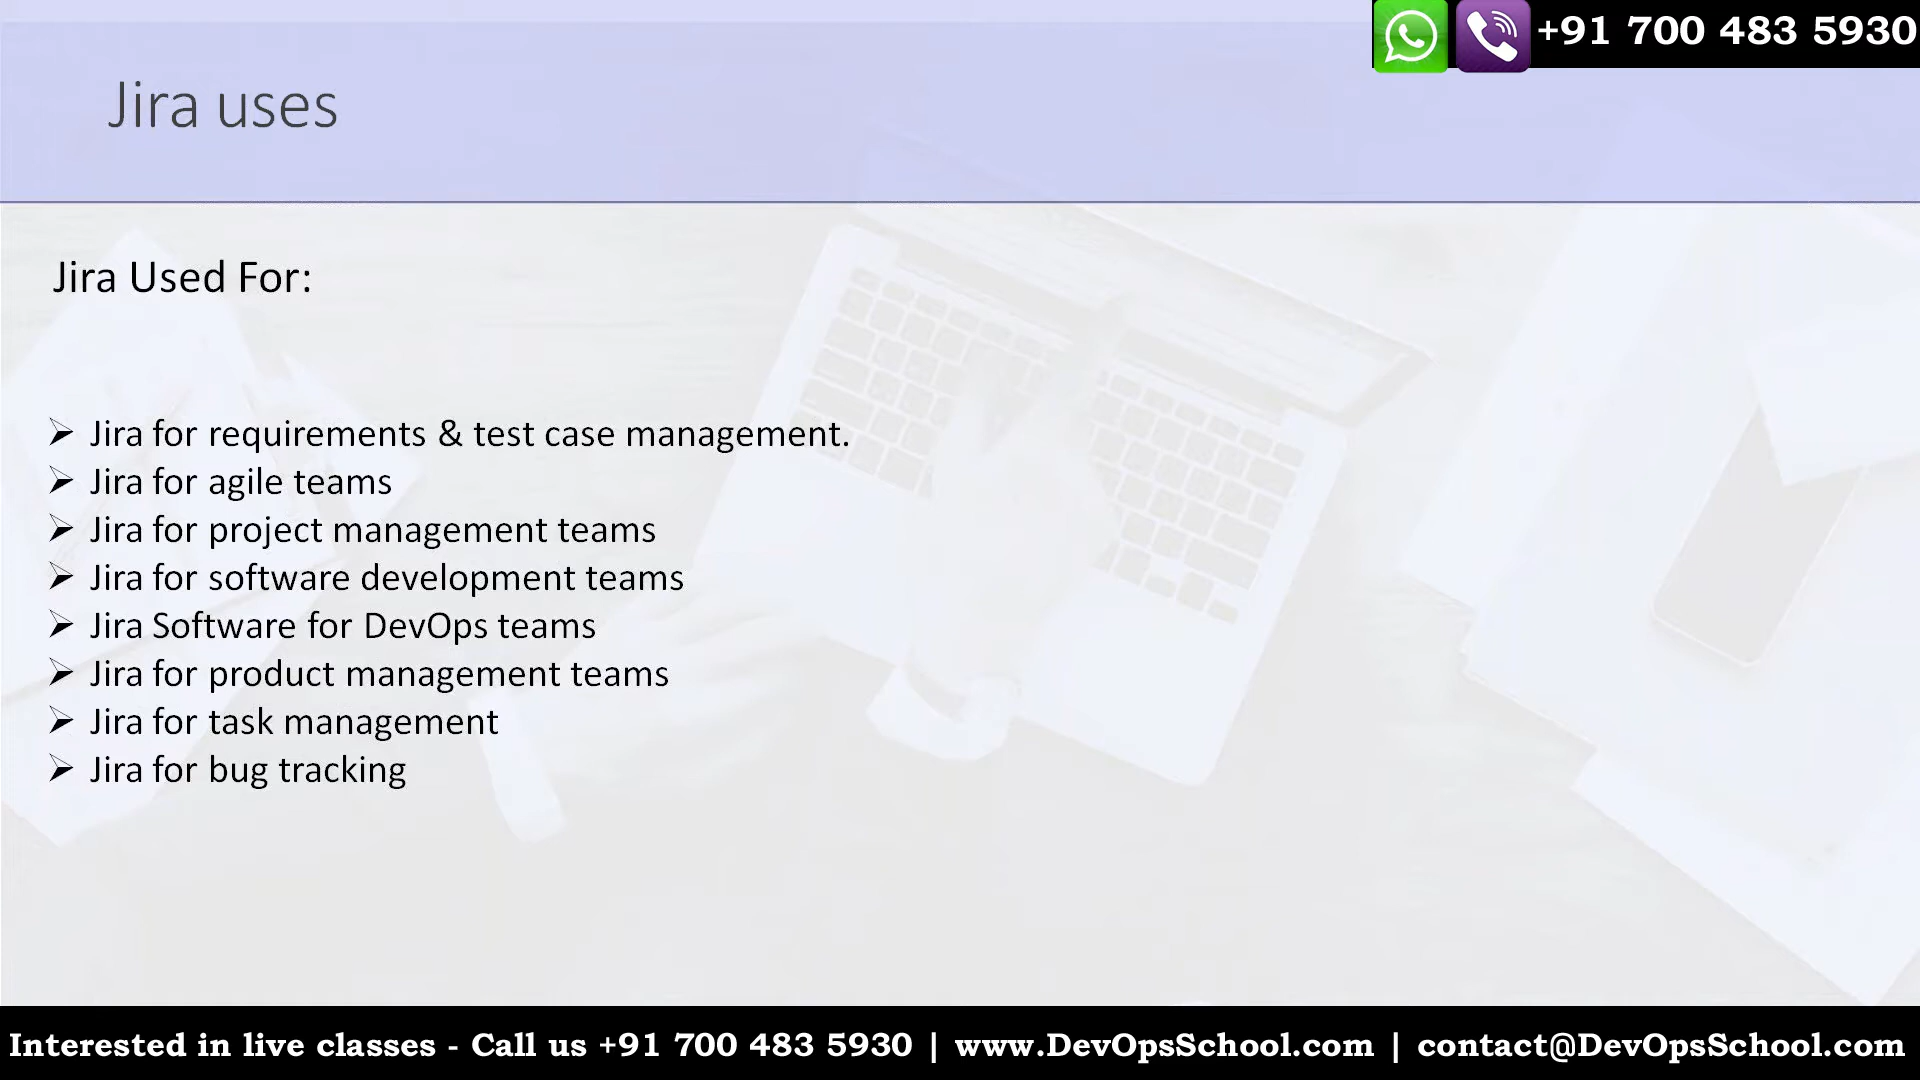 +91 700 483 5930
Jira uses
Jira Used For:
➢ Jira for requirements & test case management.
➢ Jira for agile teams
➢ Jira for project management teams
➢ Jira for software development teams
➢ Jira Software for DevOps teams
➢ Jira for product management teams
➢ Jira for task management
➢ Jira for bug tracking
Interested in live classes - Call us +91 700 483 5930 | www.DevOpsSchool.com | contact@DevOpsSchool.com